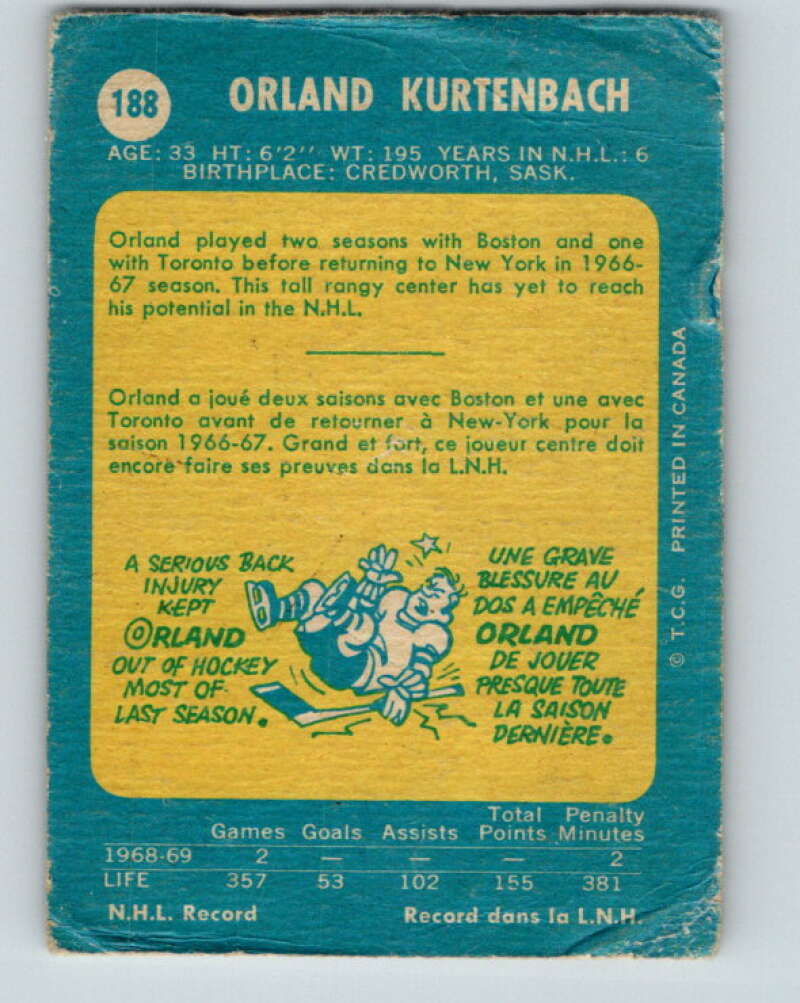 188
ORLAND KURTENBACH
AGE: 33 HT: 6'2'' WT: 195 YEARS IN N.H.L.: 6
BIRTHPLACE: CREDWORTH, SASK.
Orland played two seasons with Boston and one
with Toronto before returning to New York in 1966-
67 season. This tall rangy center has yet to reach
his potential in the N.H.L.
Orland a joué deux saisons avec Boston et une avec
Toronto avant de retourner à New-York pour la
saison 1966-67. Grand et fort, ce joueur centre doit
encore faire ses preuves dans la L.N.H.
A SERIOUS BACK
INJURY
KEPT
ORLAND
OUT OF HOCKEY
MOST OF
LAST SEASON.
UNE GRAVE
BLESSURE AU
DOS A EMPÊCHÉ
ORLAND
DE JOUER
PRESQUE TOUTE
LA SAISON
DERNIÈRE.
© T.C.G. PRINTED IN CANADA
Total Penalty
Games Goals Assists Points Minutes
1968-69 2 — — — 2
LIFE 357 53 102 155 381
N.H.L. Record Record dans la L.N.H.